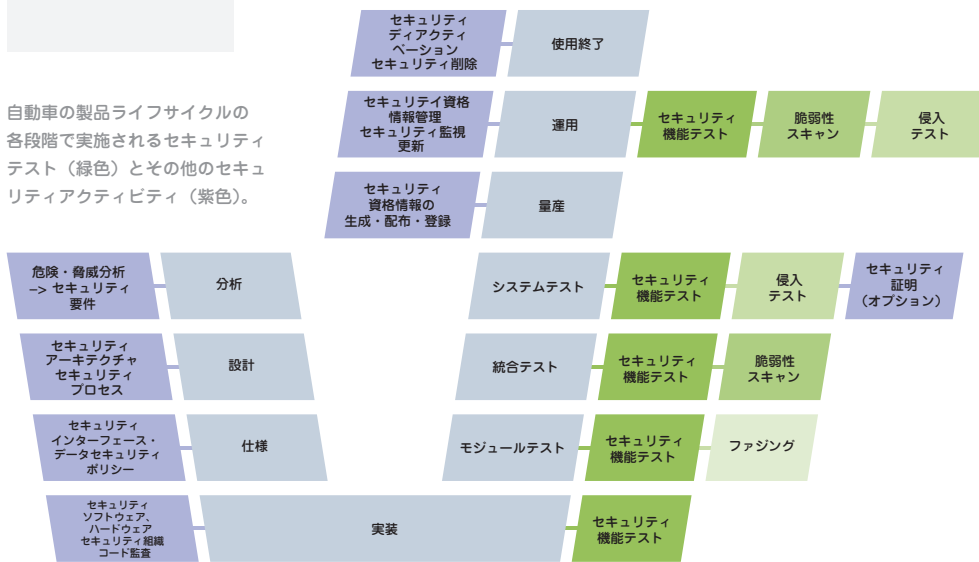 セキュリティ
ディアクティ
ベーション
セキュリティ削除
使用終了
自動車の製品ライフサイクルの
各段階で実施されるセキュリティ
テスト（緑色）とその他のセキュ
リティアクティビティ（紫色）。
セキュリテイ資格
情報管理
セキュリティ監視
更新
運用
セキュリティ
機能テスト
脆弱性
スキャン
侵入
テスト
セキュリティ
資格情報の
生成・配布・登録
量産
危険・脅威分析
–> セキュリティ
要件
分析
システムテスト
セキュリティ
機能テスト
侵入
テスト
セキュリティ
証明
（オプション）
セキュリティ
アーキテクチャ
セキュリティ
プロセス
設計
統合テスト
セキュリティ
機能テスト
脆弱性
スキャン
セキュリティ
インターフェース・
データセキュリティ
ポリシー
仕様
モジュールテスト
セキュリティ
機能テスト
ファジング
セキュリティ
ソフトウェア、
ハードウェア
セキュリティ組織
コード監査
実装
セキュリティ
機能テスト